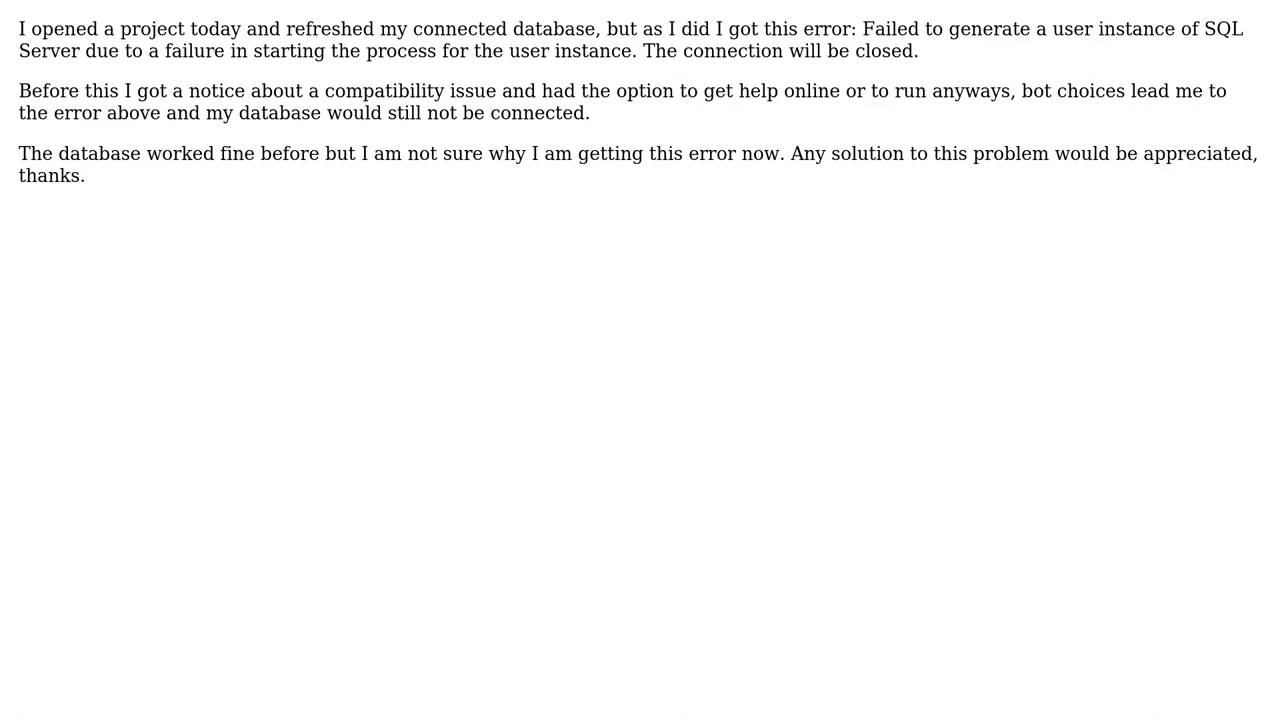 I opened a project today and refreshed my connected database, but as I did I got this error: Failed to generate a user instance of SQL
Server due to a failure in starting the process for the user instance. The connection will be closed.
Before this I got a notice about a compatibility issue and had the option to get help online or to run anyways, bot choices lead me to
the error above and my database would still not be connected.
The database worked fine before but I am not sure why I am getting this error now. Any solution to this problem would be appreciated,
thanks.